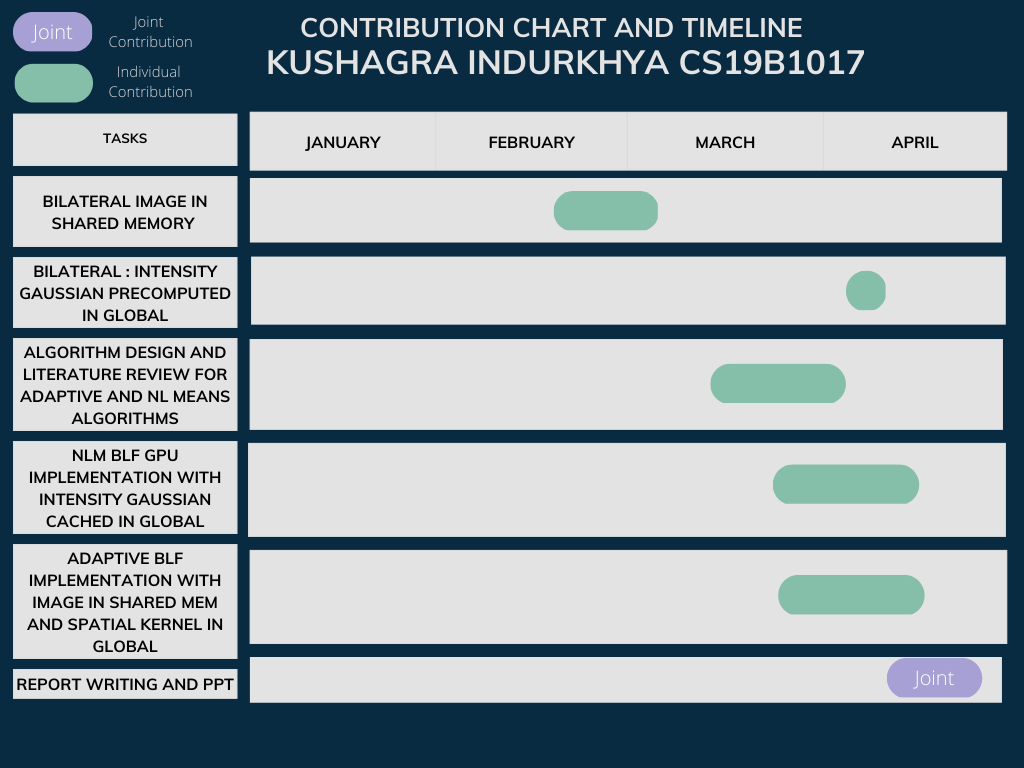 Joint
Joint
Contribution
Individual
Contribution
CONTRIBUTION CHART AND TIMELINE
KUSHAGRA INDURKHYA CS19B1017
TASKS
JANUARY
FEBRUARY
MARCH
APRIL
BILATERAL IMAGE IN
SHARED MEMORY
BILATERAL : INTENSITY
GAUSSIAN PRECOMPUTED
IN GLOBAL
ALGORITHM DESIGN AND
LITERATURE REVIEW FOR
ADAPTIVE AND NL MEANS
ALGORITHMS
NLM BLF GPU
IMPLEMENTATION WITH
INTENSITY GAUSSIAN
CACHED IN GLOBAL
ADAPTIVE BLF
IMPLEMENTATION WITH
IMAGE IN SHARED MEM
AND SPATIAL KERNEL IN
GLOBAL
REPORT WRITING AND PPT
Joint